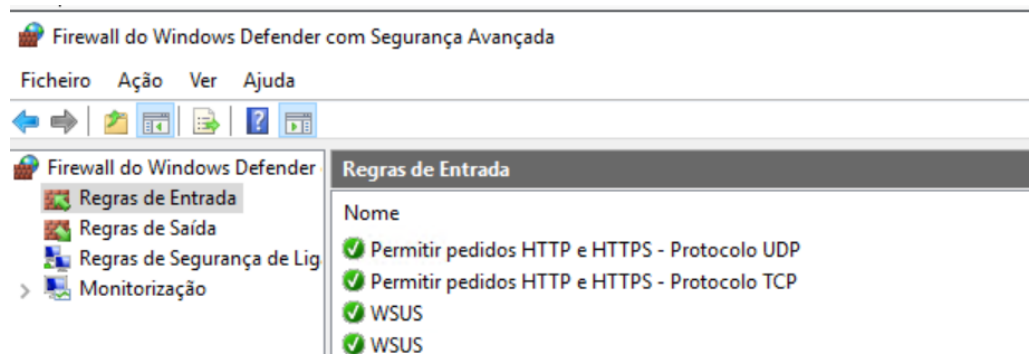 Firewall do Windows Defender com Segurança Avançada
Ficheiro Ação Ver Ajuda
Firewall do Windows Defender
Regras de Entrada
Regras de Saída
Regras de Segurança de Lig
Monitorização
Regras de Entrada
Nome
Permitir pedidos HTTP e HTTPS - Protocolo UDP
Permitir pedidos HTTP e HTTPS - Protocolo TCP
WSUS
WSUS